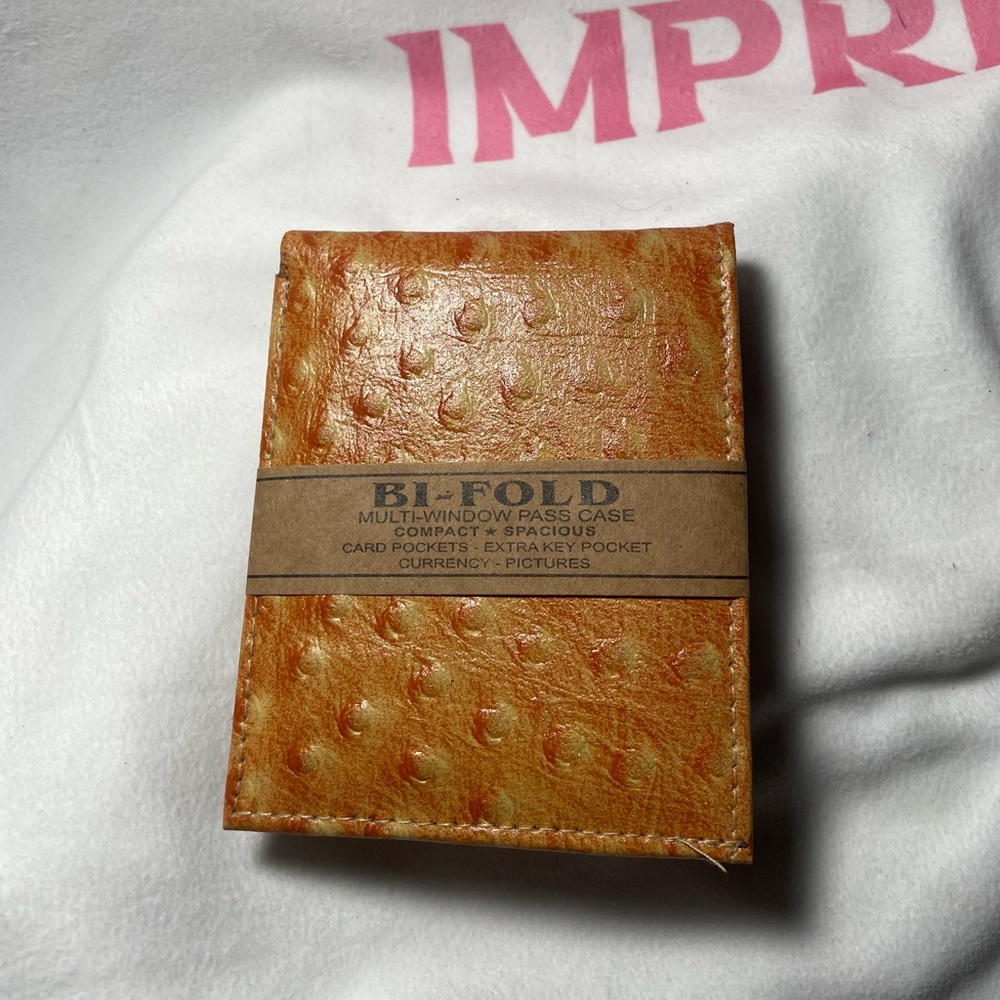 IMPR
BI-FOLD
MULTI-WINDOW PASS CASE
COMPACT ★ SPACIOUS
CARD POCKETS - EXTRA KEY POCKET
CURRENCY - PICTURES